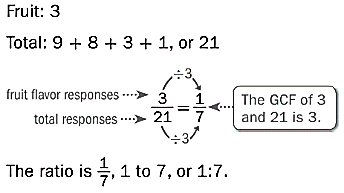 Fruit: 3
Total: 9 + 8 + 3 + 1, or 21
÷3
fruit flavor responses 3/21 = 1/7 The GCF of 3
total responses and 21 is 3.
÷3
The ratio is 1/7, 1 to 7, or 1:7.